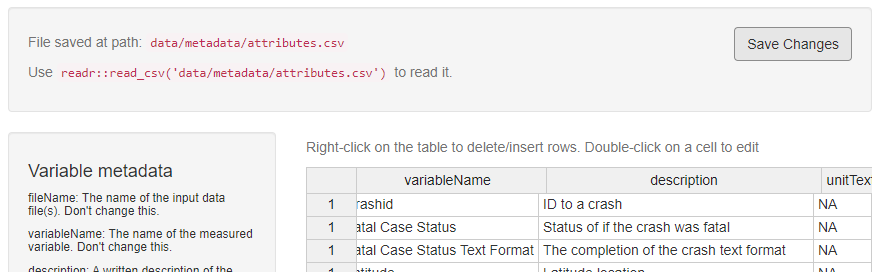 File saved at path: data/metadata/attributes.csv
Save Changes
Use readr::read_csv('data/metadata/attributes.csv') to read it.
Variable metadata
fileName: The name of the input data
file(s). Don't change this.
variableName: The name of the measured
variable. Don't change this.
description: A written description of the
Right-click on the table to delete/insert rows. Double-click on a cell to edit
variableName description unitTex
1 rashid ID to a crash NA
1 atal Case Status Status of if the crash was fatal NA
1 atal Case Status Text Format The completion of the crash text format NA
atitude Latitude location